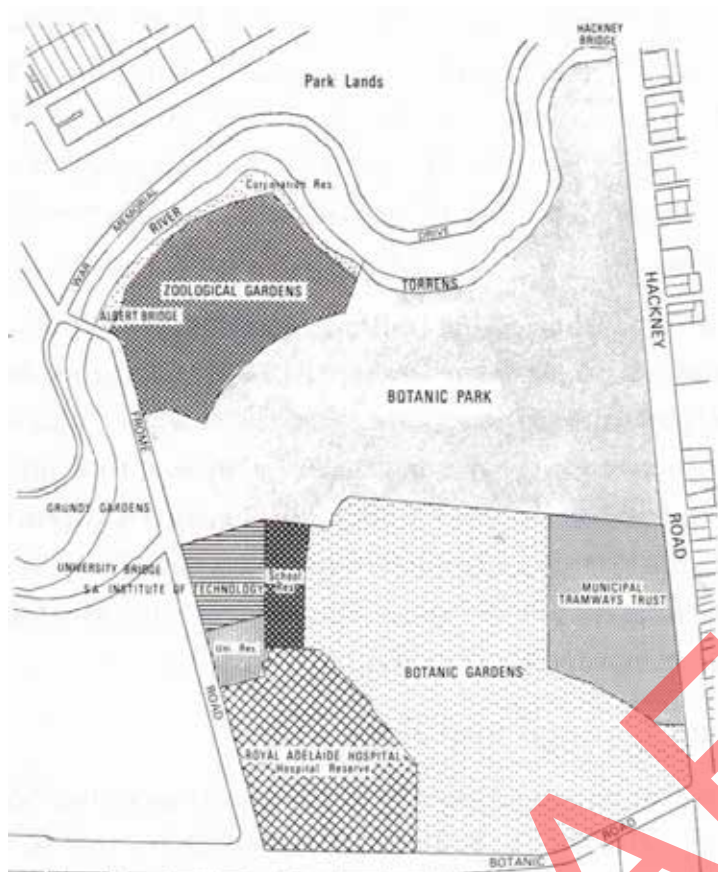 HACKNEY
BRIDGE
Park Lands
Corporation Res.
WAR MEMORIAL DRIVE
RIVER TORRENS
ZOOLOGICAL GARDENS
ALBERT BRIDGE
HACKNEY ROAD
BOTANIC PARK
FROME ROAD
GRUNDY GARDENS
UNIVERSITY BRIDGE
S.A. INSTITUTE OF TECHNOLOGY
School
Res.
MUNICIPAL
TRAMWAYS TRUST
Uni. Res.
BOTANIC GARDENS
ROYAL ADELAIDE HOSPITAL
Hospital Reserve
BOTANIC ROAD